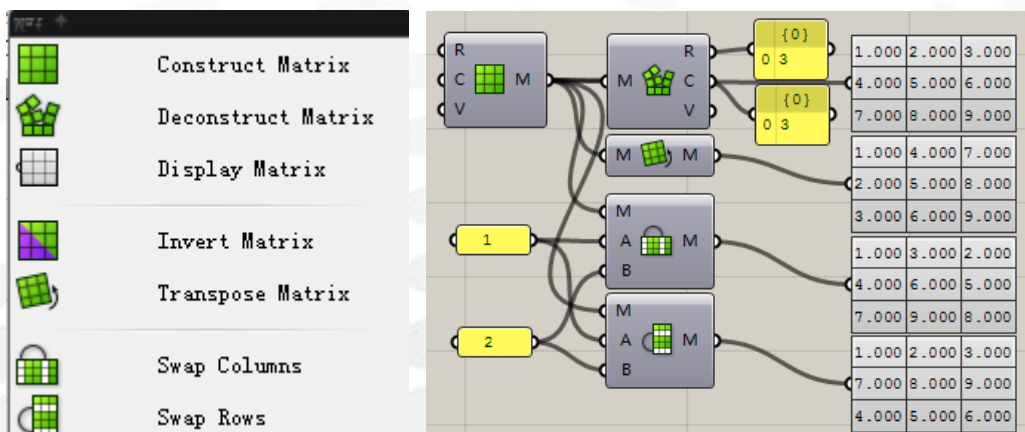 Construct Matrix
Deconstruct Matrix
Display Matrix
Invert Matrix
Transpose Matrix
Swap Columns
Swap Rows
R
C
V
M
M
R
C
V
{0}
0 3
{0}
0 3
M
M
1
2
M
A
B
M
M
A
B
M
1.000 2.000 3.000
4.000 5.000 6.000
7.000 8.000 9.000
1.000 4.000 7.000
2.000 5.000 8.000
3.000 6.000 9.000
1.000 3.000 2.000
4.000 6.000 5.000
7.000 9.000 8.000
1.000 2.000 3.000
7.000 8.000 9.000
4.000 5.000 6.000